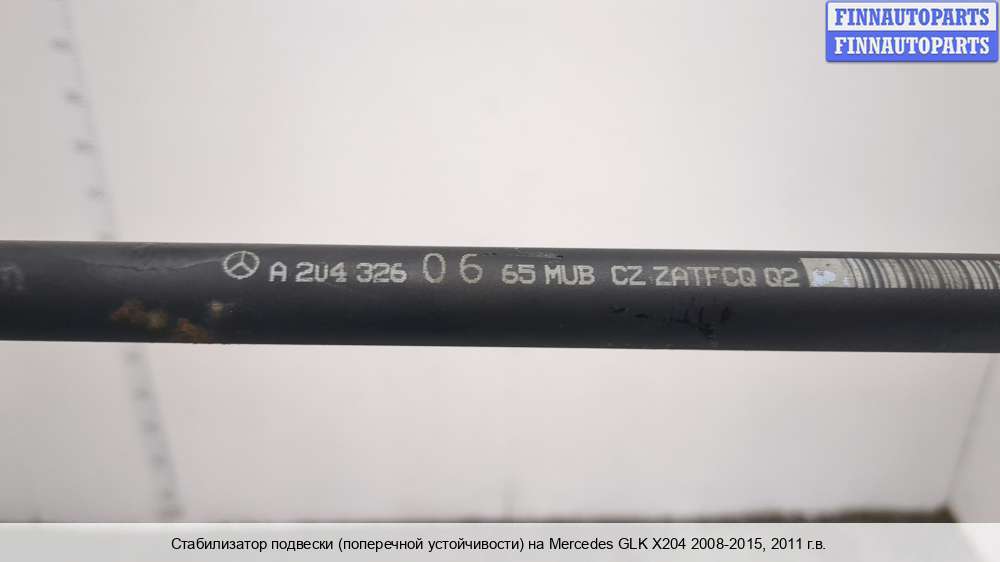 FINNAUTOPARTS
FINNAUTOPARTS
A 204 326 06 65 MUB CZ ZATFCQ Q2
Стабилизатор подвески (поперечной устойчивости) на Mercedes GLK X204 2008-2015, 2011 г.в.